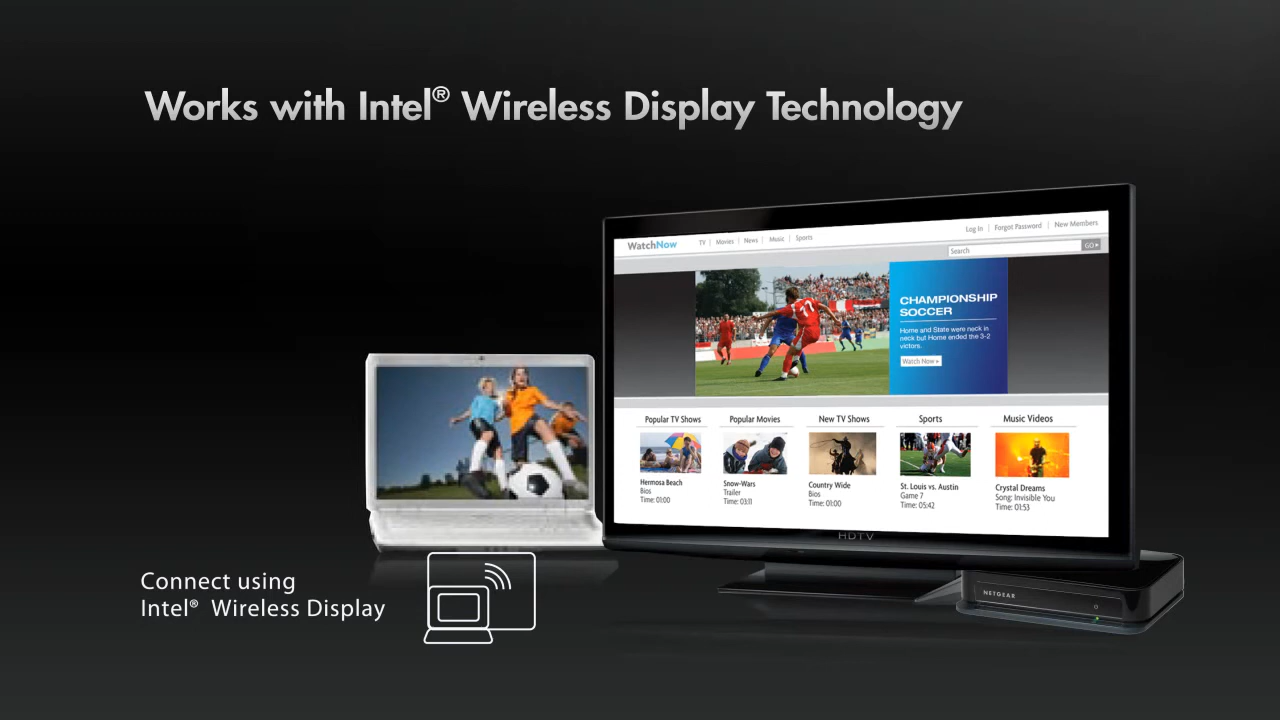 Works with Intel® Wireless Display Technology
WatchNow
TV | Movies | News | Music | Sports
Log In | Forgot Password | New Members
Search
GO
CHAMPIONSHIP
SOCCER
Home and State were neck in
neck but Home ended the 3-2
victors.
Watch Now
17
Popular TV Shows
Hermosa Beach
Bios
Time: 01:00
Popular Movies
Snow-Wars
Trailer
Time: 03:11
New TV Shows
Country Wide
Bios
Time: 01:00
Sports
St. Louis vs. Austin
Game 7
Time: 05:42
Music Videos
Crystal Dreams
Song: Invisible You
Time: 01:53
HDTV
NETGEAR
Connect using
Intel® Wireless Display